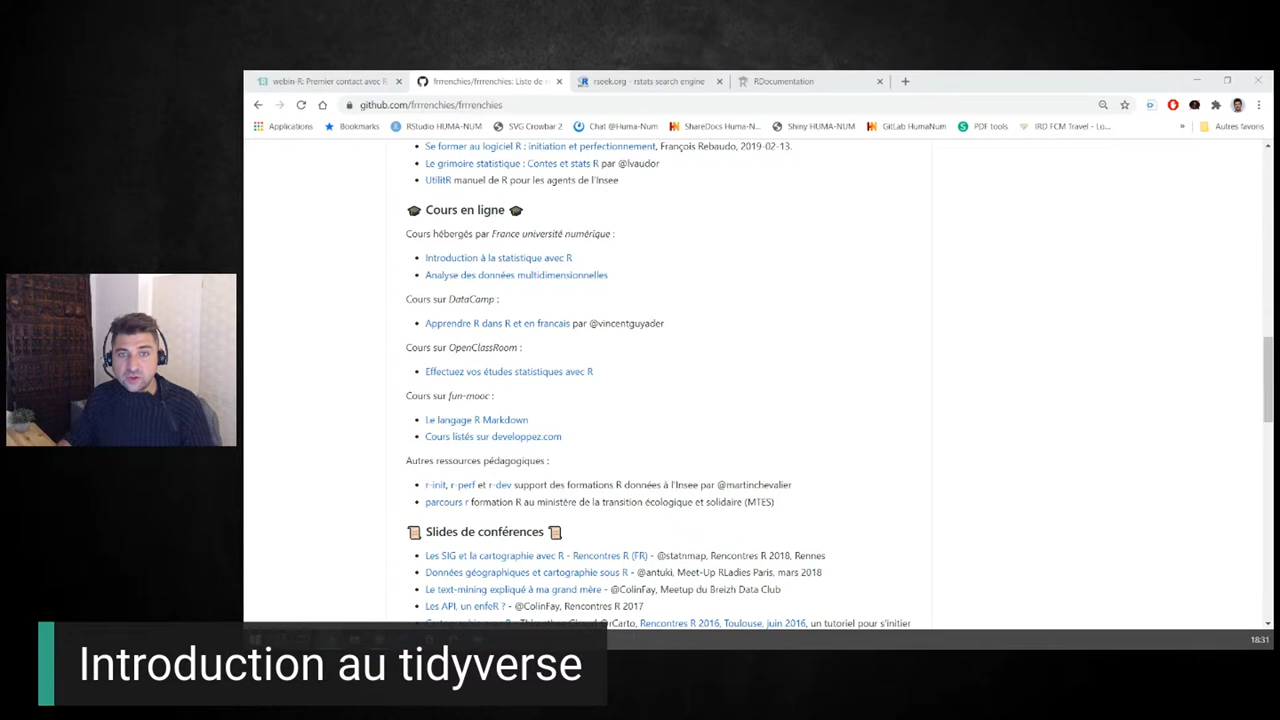 webin-R: Premier contact avec R
frrrenchies/frrrenchies: Liste de
rseek.org - rstats search engine
RDocumentation
github.com/frrrenchies/frrrenchies
Applications
Bookmarks
RStudio HUMA-NUM
SVG Crowbar 2
Chat @Huma-Num
ShareDocs Huma-N...
Shiny HUMA-NUM
GitLab HumaNum
PDF tools
IRD FCM Travel - Lo...
»
Autres favoris
Se former au logiciel R : initiation et perfectionnement, François Rebaudo, 2019-02-13.
Le grimoire statistique : Contes et stats R par @lvaudor
UtilitR manuel de R pour les agents de l'Insee
Cours en ligne
Cours hébergés par France université numérique :
Introduction à la statistique avec R
Analyse des données multidimensionnelles
Cours sur DataCamp :
Apprendre R dans R et en francais par @vincentguyader
Cours sur OpenClassRoom :
Effectuez vos études statistiques avec R
Cours sur fun-mooc :
Le langage R Markdown
Cours listés sur developpez.com
Autres ressources pédagogiques :
r-init, r-perf et r-dev support des formations R données à l'Insee par @martinchevalier
parcours r formation R au ministère de la transition écologique et solidaire (MTES)
Slides de conférences
Les SIG et la cartographie avec R - Rencontres R (FR) - @statnmap, Rencontres R 2018, Rennes
Données géographiques et cartographie sous R - @antuki, Meet-Up RLadies Paris, mars 2018
Le text-mining expliqué à ma grand mère - @ColinFay, Meetup du Breizh Data Club
Les API, un enfeR ? - @ColinFay, Rencontres R 2017
Rencontres R 2016, Toulouse, juin 2016, un tutoriel pour s'initier
18:31
Introduction au tidyverse